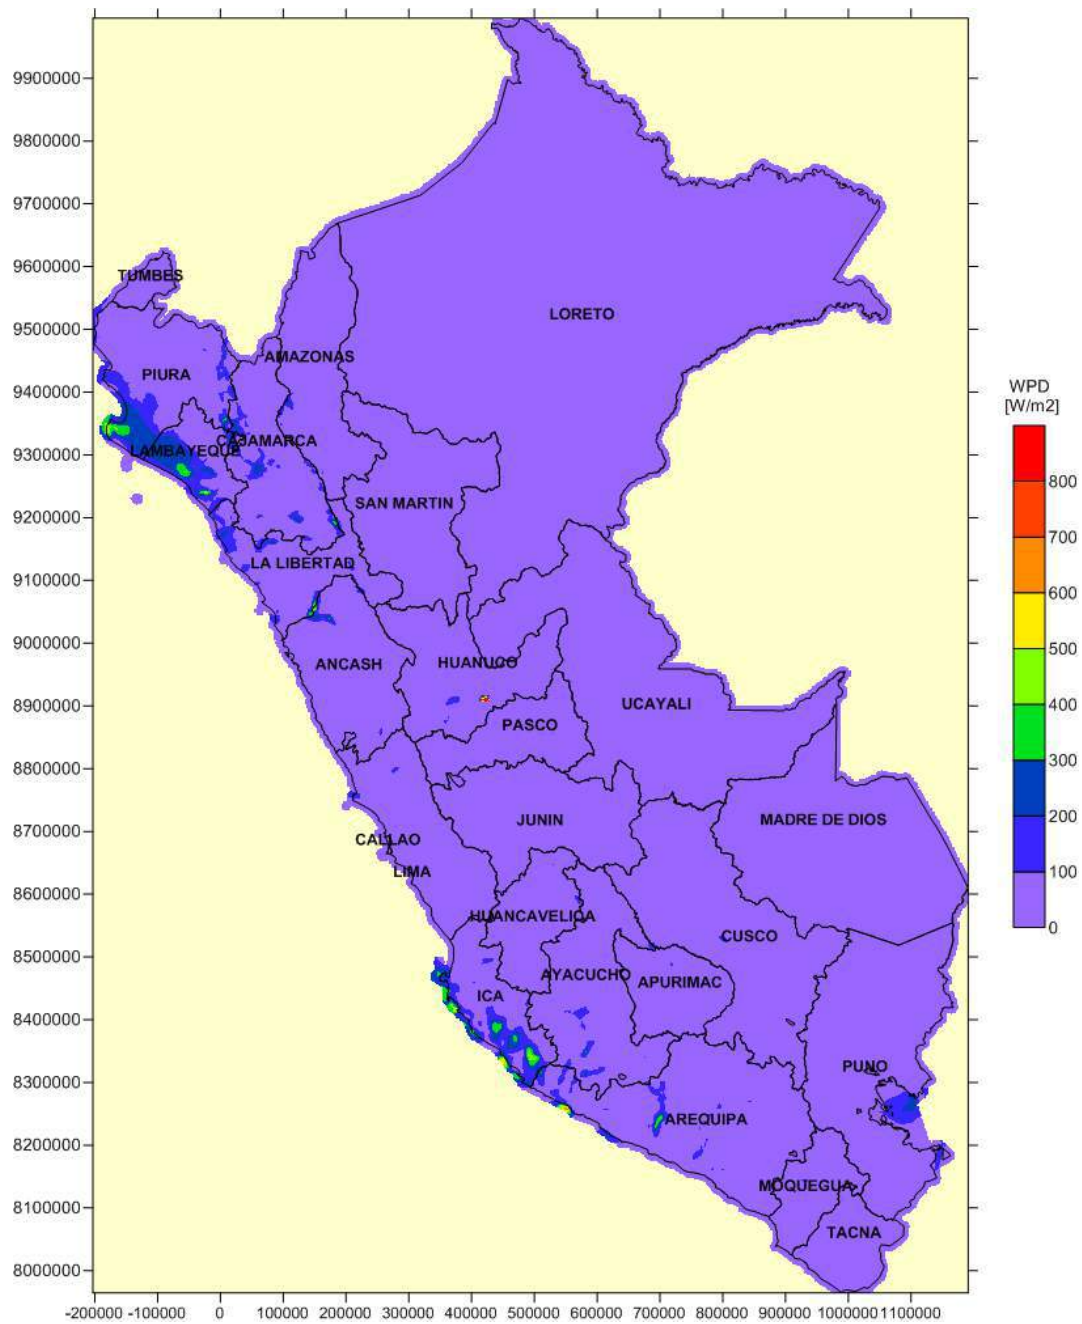 9900000
9800000
9700000
9600000
9500000
9400000
9300000
9200000
9100000
9000000
8900000
8800000
8700000
8600000
8500000
8400000
8300000
8200000
8100000
8000000
TUMBES
LORETO
AMAZONAS
PIURA
CAJAMARCA
LAMBAYEQUE
SAN MARTIN
LA LIBERTAD
ANCASH
HUANUCO
UCAYALI
PASCO
JUNIN
MADRE DE DIOS
CALLAO
LIMA
HUANCAVELICA
CUSCO
AYACUCHO
APURIMAC
ICA
PUNO
AREQUIPA
MOQUEGUA
TACNA
WPD
[W/m2]
800
700
600
500
400
300
200
100
0
-200000 -100000 0 100000 200000 300000 400000 500000 600000 700000 800000 900000 1000000 1100000